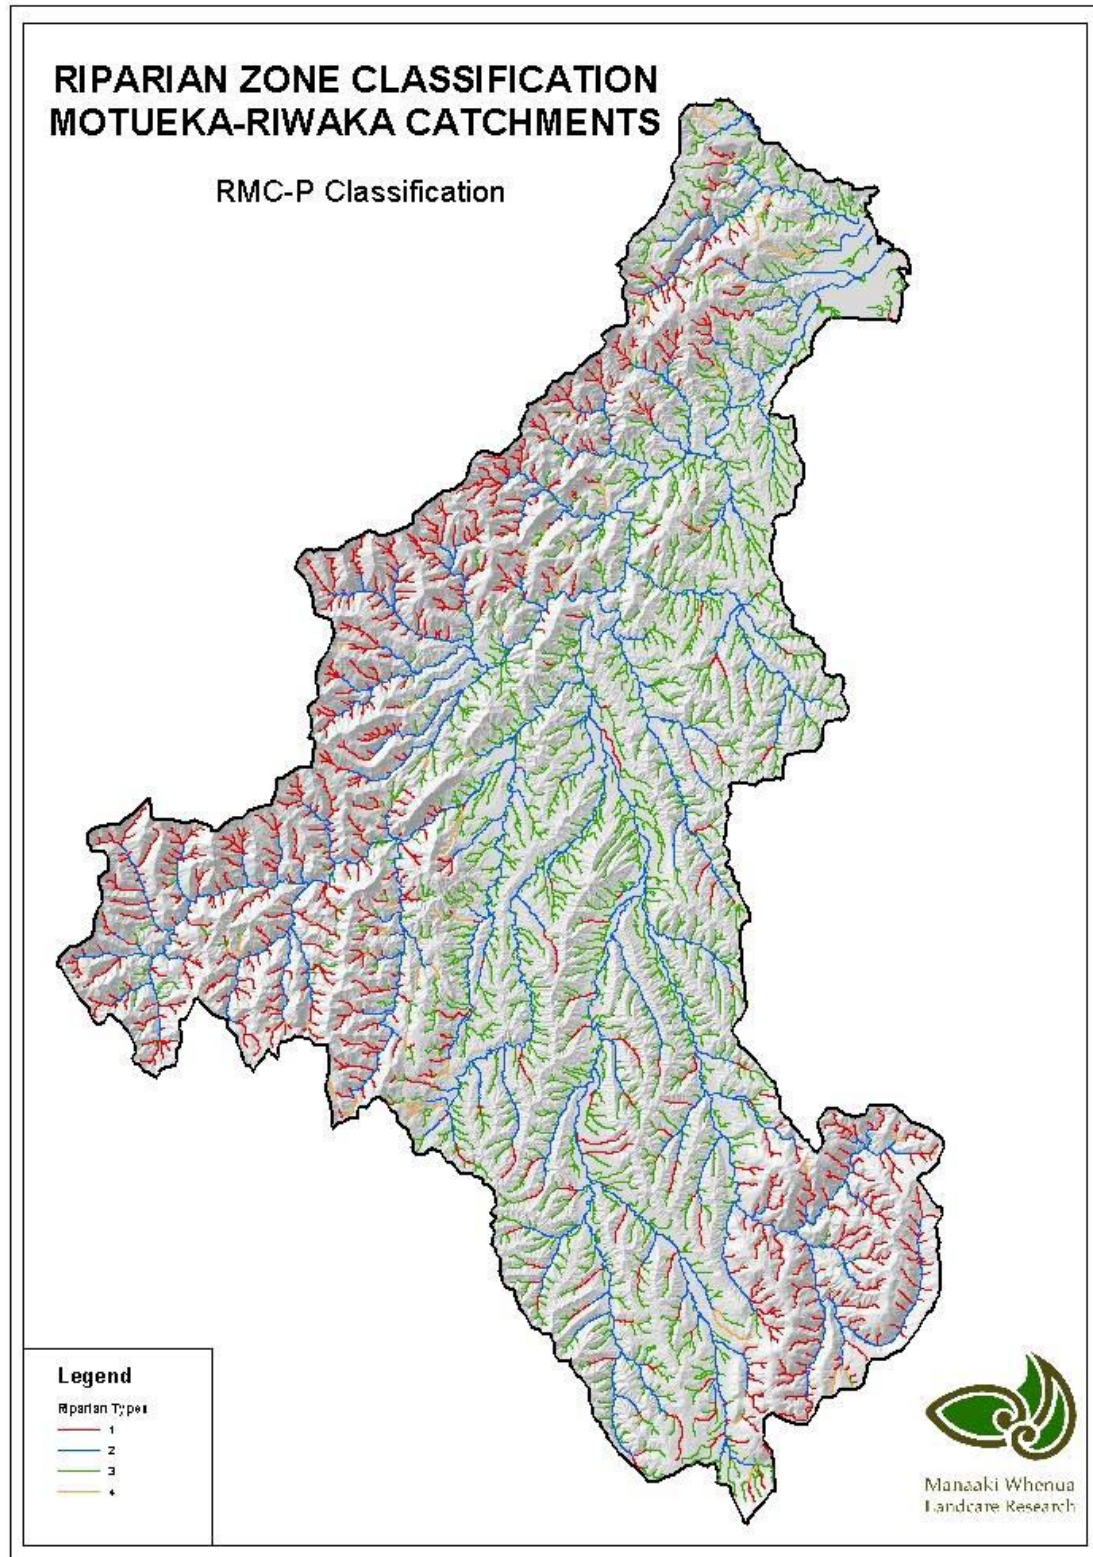 RIPARIAN ZONE CLASSIFICATION
MOTUEKA-RIWAKA CATCHMENTS
RMC-P Classification
Legend
Riparian Types
1
2
3
4
Manaaki Whenua
Landcare Research